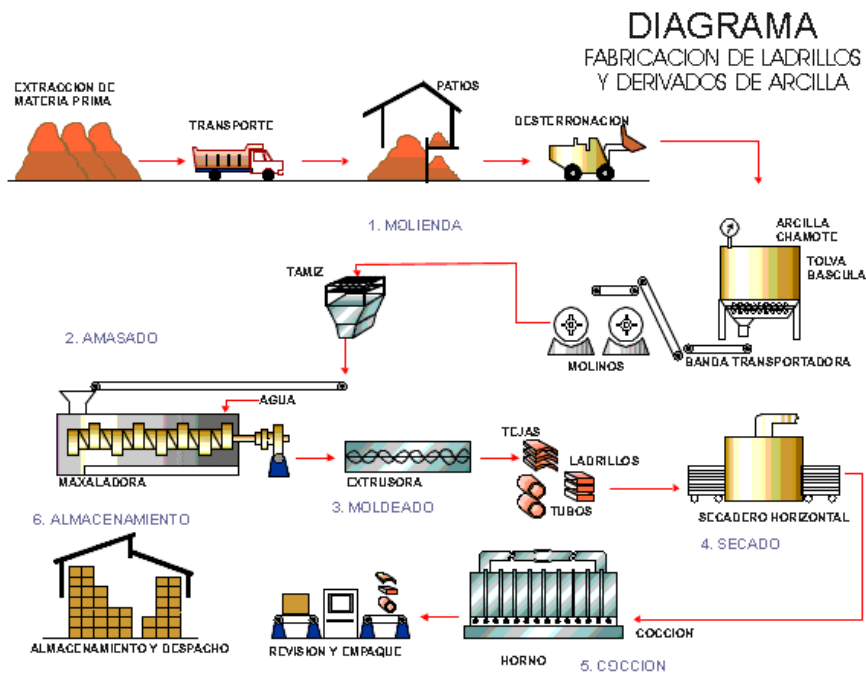 DIAGRAMA
FABRICACION DE LADRILLOS
Y DERIVADOS DE ARCILLA
EXTRACCION DE
MATERIA PRIMA
TRANSPORTE
PATIOS
DESTERRONACION
1. MOLIENDA
ARCILLA
CHAMOTE
TOLVA
BASCULA
TAMIZ
MOLINOS
BANDA TRANSPORTADORA
2. AMASADO
AGUA
MAXALADORA
EXTRUSORA
TEJAS
LADRILLOS
TUBOS
SECADERO HORIZONTAL
6. ALMACENAMIENTO
3. MOLDEADO
4. SECADO
ALMACENAMIENTO Y DESPACHO
REVISION Y EMPAQUE
HORNO
COCCION
5. COCCION